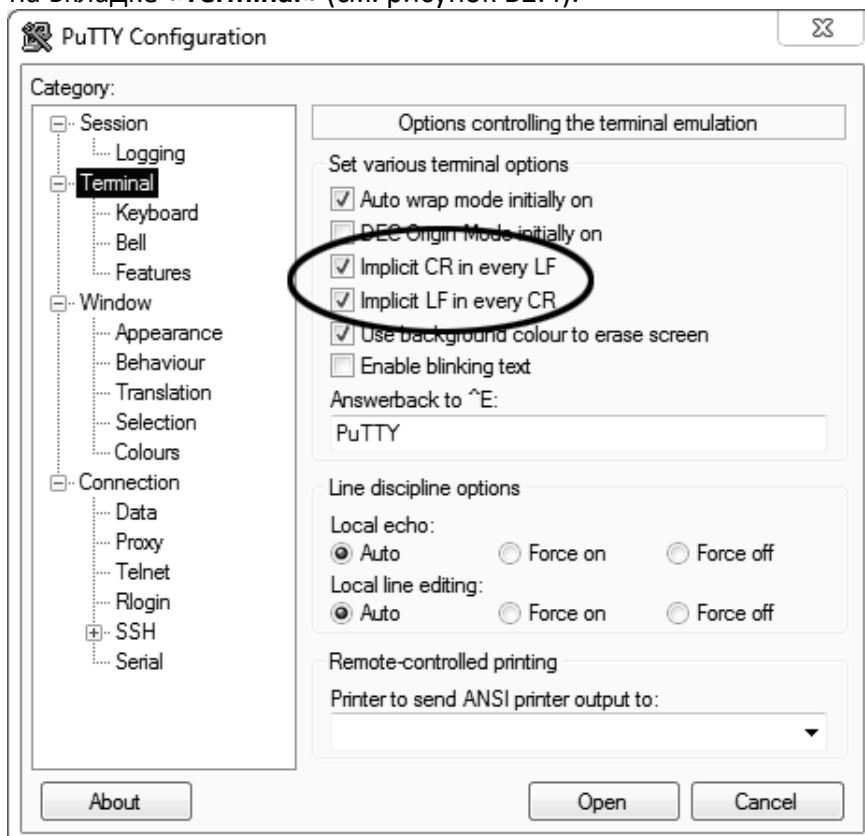 на вкладке «Terminal» (см. рисунок В2.4).
PuTTY Configuration
Category:
Session
Logging
Terminal
Keyboard
Bell
Features
Window
Appearance
Behaviour
Translation
Selection
Colours
Connection
Data
Proxy
Telnet
Rlogin
SSH
Serial
Options controlling the terminal emulation
Set various terminal options
Auto wrap mode initially on
DEC Origin Mode initially on
Implicit CR in every LF
Implicit LF in every CR
Use background colour to erase screen
Enable blinking text
Answerback to ^E:
PuTTY
Line discipline options
Local echo:
Auto Force on Force off
Local line editing:
Auto Force on Force off
Remote-controlled printing
Printer to send ANSI printer output to:
About Open Cancel